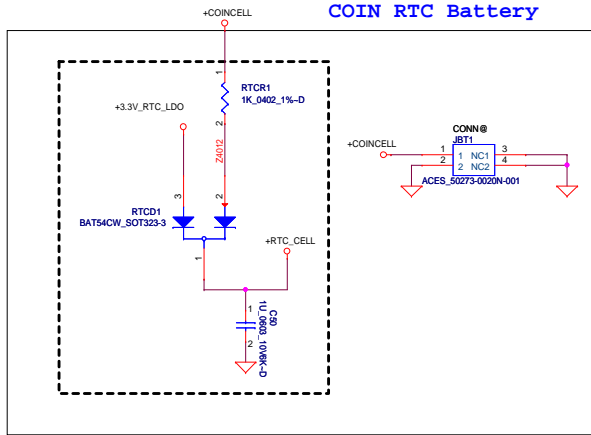 COIN RTC Battery
+COINCELL
1
RTCR1
1K_0402_1%~D
2
Z4012
+3.3V_RTC_LDO
3
2
RTCD1
BAT54CW_SOT323-3
1
+RTC_CELL
1
2
C50
1U_0603_10V6K~D
CONN@
JBT1
+COINCELL
1
2
1 NC1
2 NC2
3
4
ACES_50273-0020N-001